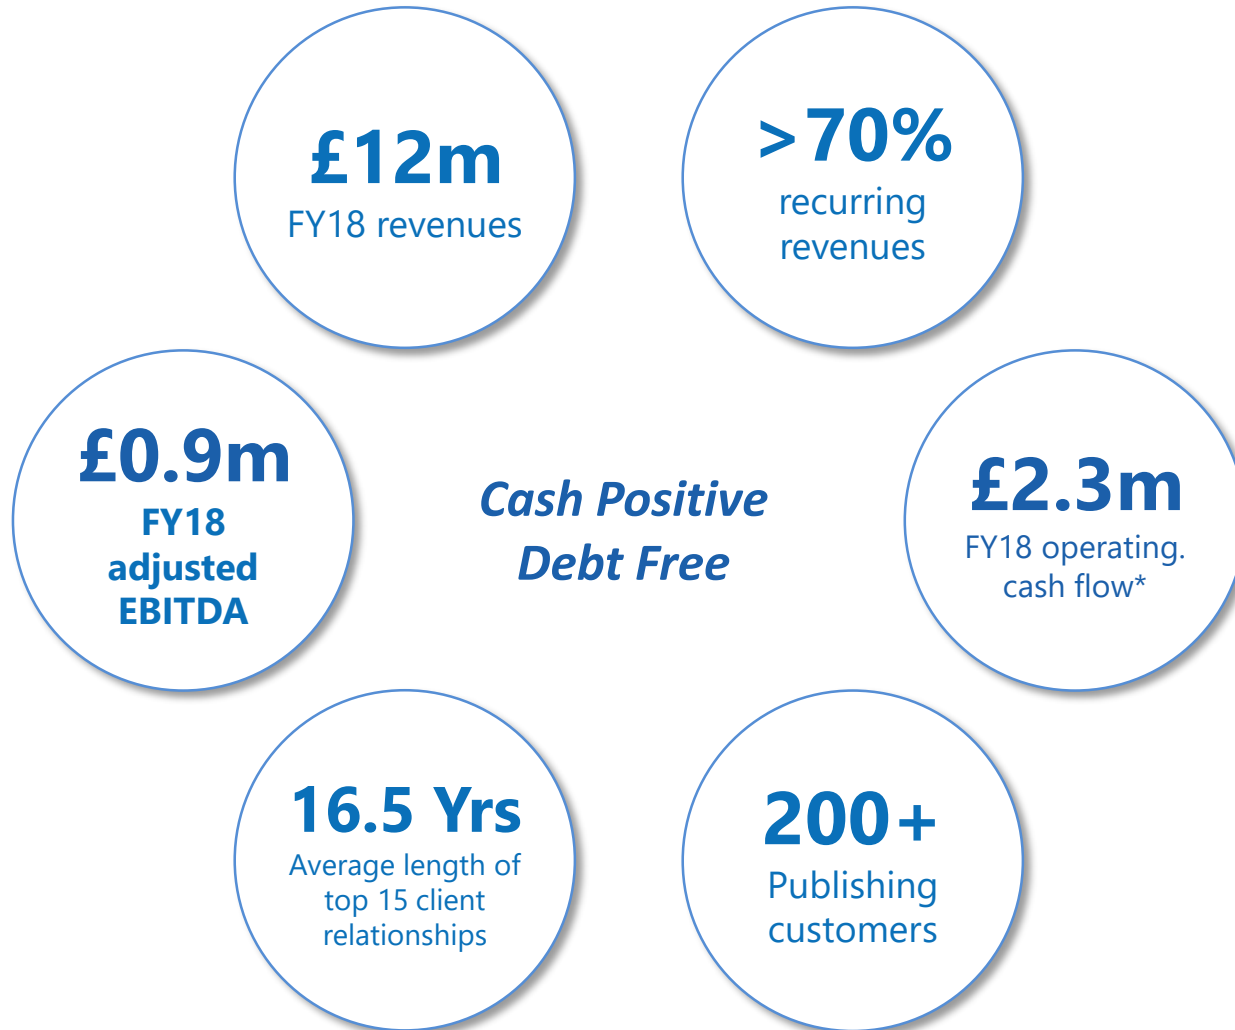 £12m
FY18 revenues
>70%
recurring
revenues
£0.9m
FY18
adjusted
EBITDA
Cash Positive
Debt Free
£2.3m
FY18 operating.
cash flow*
16.5 Yrs
Average length of
top 15 client
relationships
200+
Publishing
customers